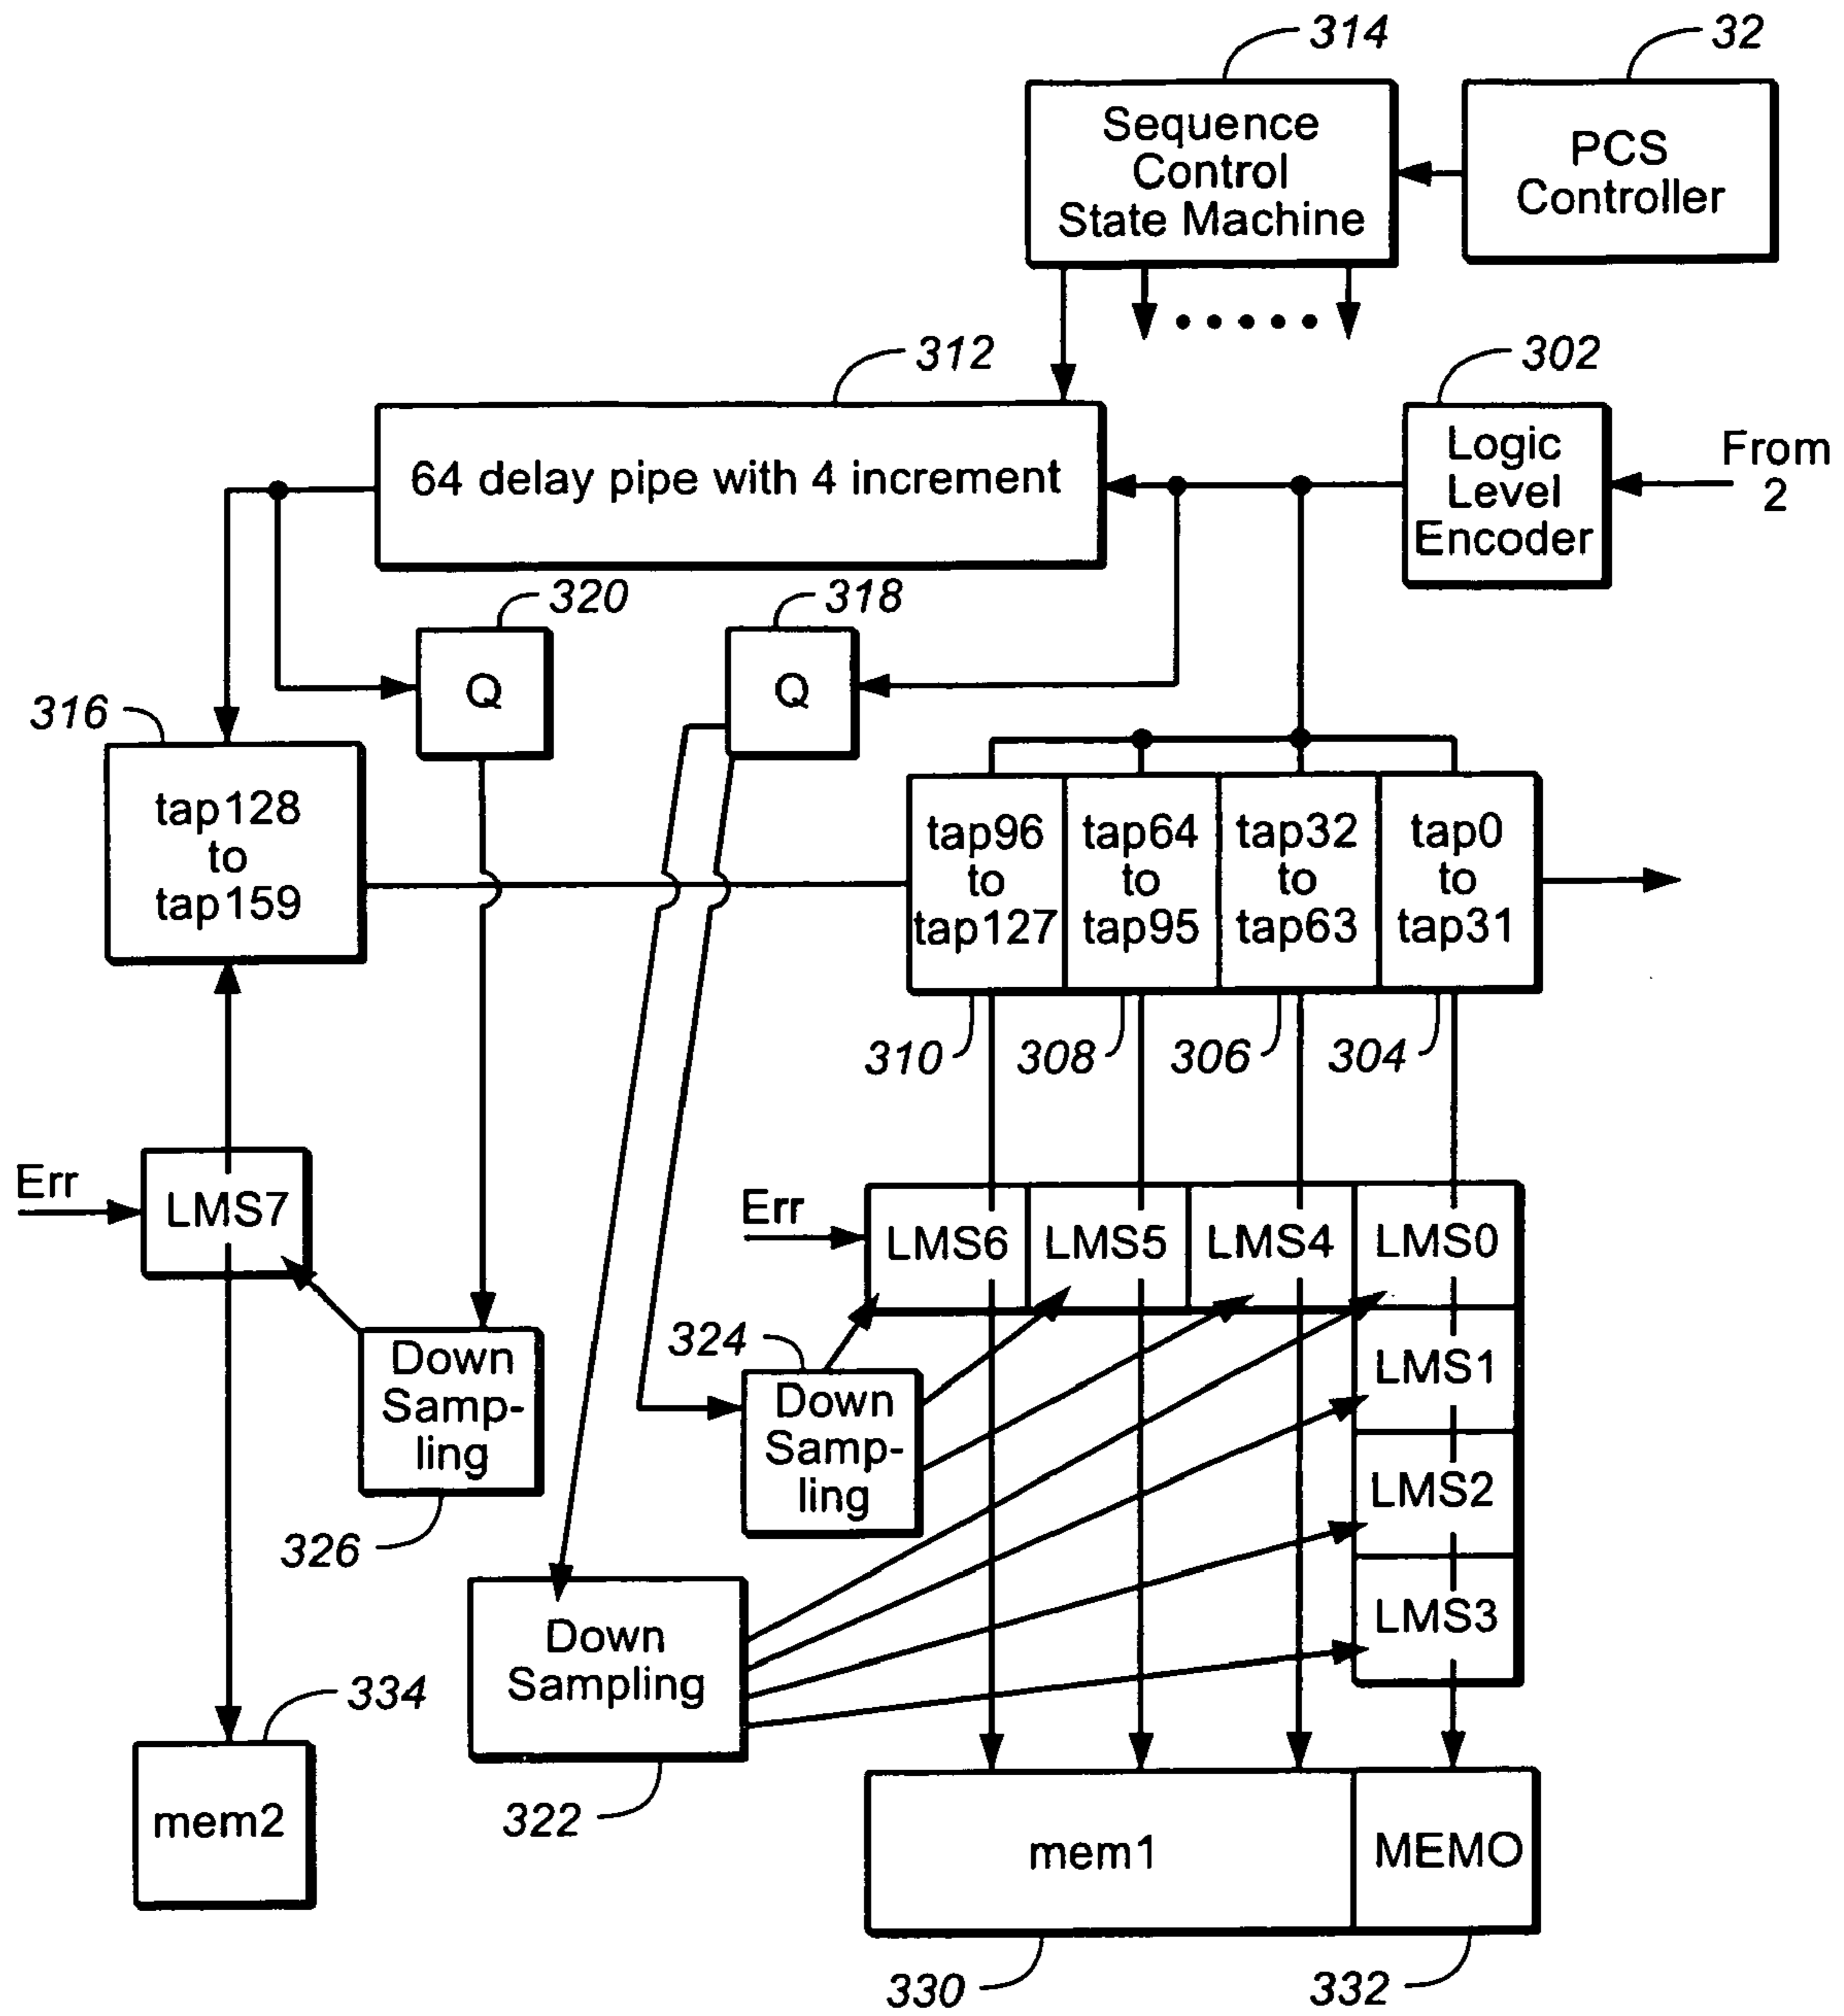 314
32
Sequence
Control
State Machine
PCS
Controller
312
302
64 delay pipe with 4 increment
Logic
Level
Encoder
From
2
320
318
Q
Q
316
tap128
to
tap159
tap96
to
tap127
tap64
to
tap95
tap32
to
tap63
tap0
to
tap31
310
308
306
304
Err
LMS7
Err
LMS6
LMS5
LMS4
LMS0
LMS1
LMS2
LMS3
324
Down
Samp-
ling
Down
Samp-
ling
326
Down
Sampling
322
334
mem2
mem1
MEMO
330
332